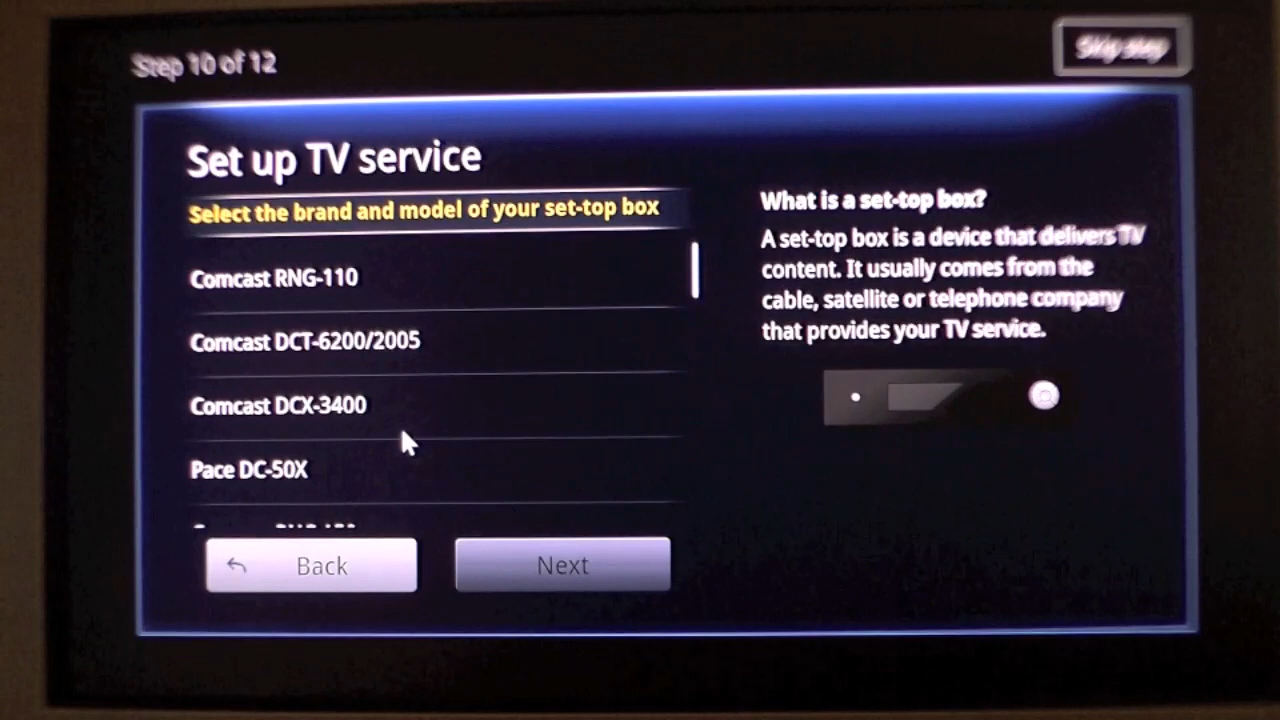 Step 10 of 12
Skip step
Set up TV service
Select the brand and model of your set-top box
Comcast RNG-110
Comcast DCT-6200/2005
Comcast DCX-3400
Pace DC-50X
Back
Next
What is a set-top box?
A set-top box is a device that delivers TV
content. It usually comes from the
cable, satellite or telephone company
that provides your TV service.